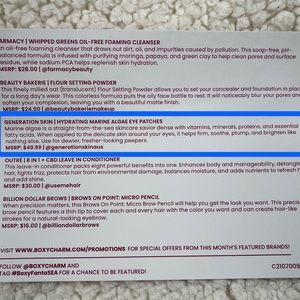 ARMACY | WHIPPED GREENS OIL-FREE FOAMING CLEANSER
an oil-free foaming cleanser that draws out dirt, oil, and impurities caused by pollution. This soap-free, pH-
balanced formula is infused with purifying moringa, papaya, and green clay to help clean pores and surface
residue, while sodium PCA helps replenish skin hydration.
MSRP: $28.00 | @farmacybeauty
BEAUTY BAKERIE | FLOUR SETTING POWDER
This finely milled oat (translucent) Flour Setting Powder allows you to set your concealer and foundation in place
for a long day's wear. This colorless formula puts the oily face battle to rest. It will noticeably blur your pores and
soften your complexion, leaving you with a beautiful matte finish.
MSRP: $24.00 | @beautybakeriemakeup
GENERATION SKIN | HYDRATING MARINE ALGAE EYE PATCHES
Marine algae is a straight-from-the-sea skincare savior dense with vitamins, minerals, proteins, and essential
fatty acids. When applied to the delicate skin around your eyes, it helps firm, soothe, plump, and brighten like
nothing else. Use for dewier, fresher-looking peepers.
MSRP: $49.99 | @generationskinaus
OUTRÉ | 8 IN 1 + CBD LEAVE IN CONDITIONER
This leave-in conditioner packs eight powerful benefits into one. Enhances body and manageability, detangles
hair, fights frizz, protects hair from environmental damage, balances moisture, and adds nutrients to refresh
and add shine.
MSRP: $30.00 | @usemehair
BILLION DOLLAR BROWS | BROWS ON POINT: MICRO PENCIL
When precision matters, this Brows On Point: Micro Brow Pencil will help you get the look you want. This precise
brow pencil features a thin tip to cover each and every hair with the color you want and can create hair-like
strokes for a natural-looking eyebrow.
MSRP: $16.00 | @billiondollarbrows
VISIT WWW.BOXYCHARM.COM/PROMOTIONS FOR SPECIAL OFFERS FROM THIS MONTH'S FEATURED BRANDS!
FOLLOW @BOXYCHARM AND
TAG #BoxyFantaSEA FOR A CHANCE TO BE FEATURED!
C2107009